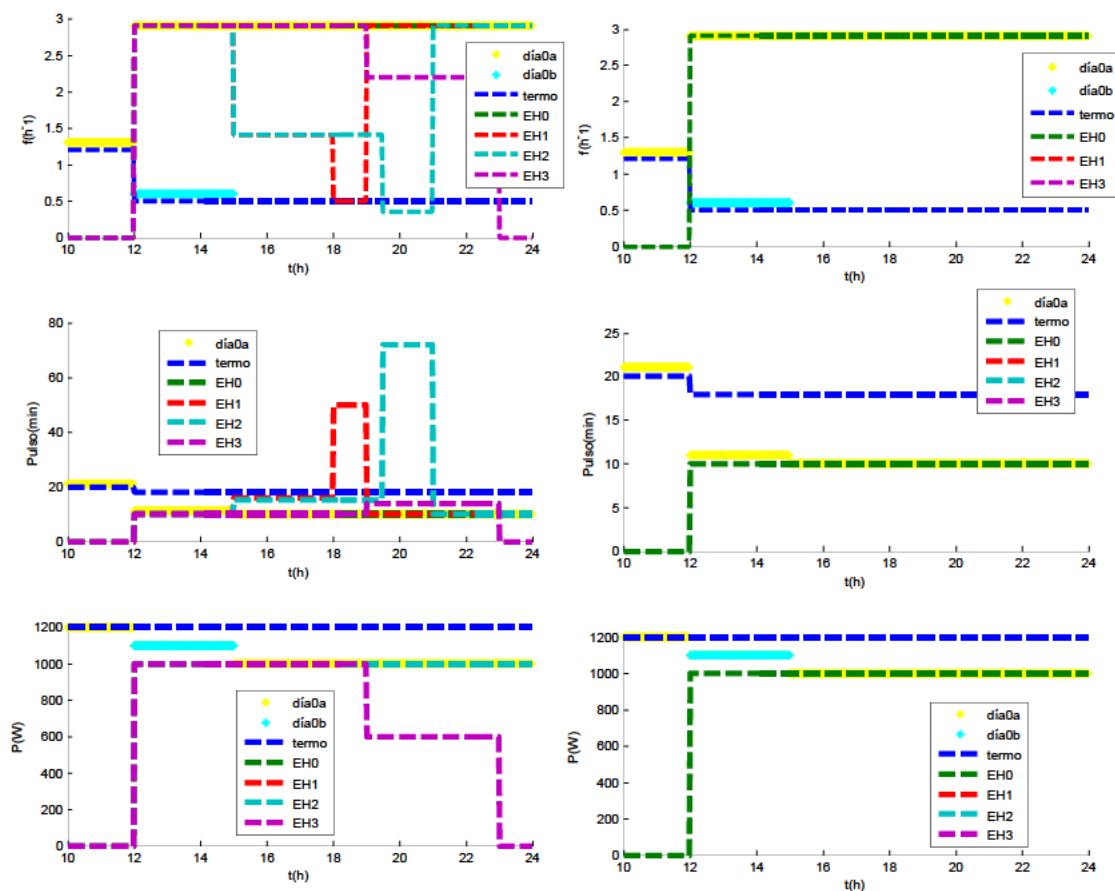 3
2.5
2
1.5
1
0.5
0
f(h⁻1)
10 12 14 16 18 20 22 24
t(h)
día0a
día0b
termo
EH0
EH1
EH2
EH3
3
2.5
2
1.5
1
0.5
0
f(h⁻1)
10 12 14 16 18 20 22 24
t(h)
día0a
día0b
termo
EH0
EH1
EH3
80
60
40
20
0
Pulso(min)
10 12 14 16 18 20 22 24
t(h)
día0a
termo
EH0
EH1
EH2
EH3
25
20
15
10
5
0
Pulso(min)
10 12 14 16 18 20 22 24
t(h)
día0a
termo
EH0
EH1
EH2
EH3
1200
1000
800
600
400
200
0
P(W)
10 12 14 16 18 20 22 24
t(h)
día0a
día0b
termo
EH0
EH1
EH2
EH3
1200
1000
800
600
400
200
0
P(W)
10 12 14 16 18 20 22 24
t(h)
día0a
día0b
termo
EH0
EH1
EH2
EH3